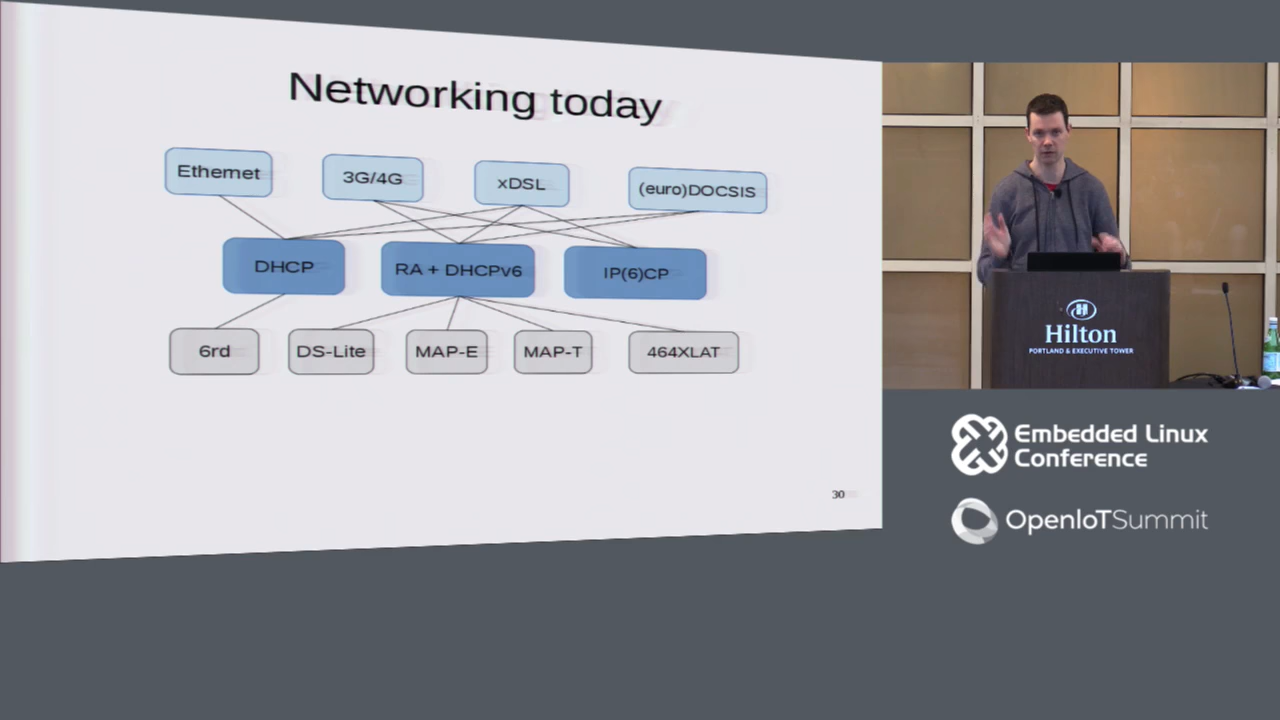 Networking today
Ethernet
3G/4G
xDSL
(euro)DOCSIS
DHCP
RA + DHCPv6
IP(6)CP
6rd
DS-Lite
MAP-E
MAP-T
464XLAT
30
H
Hilton
PORTLAND & EXECUTIVE TOWER
Embedded Linux
Conference
OpenIoTSummit